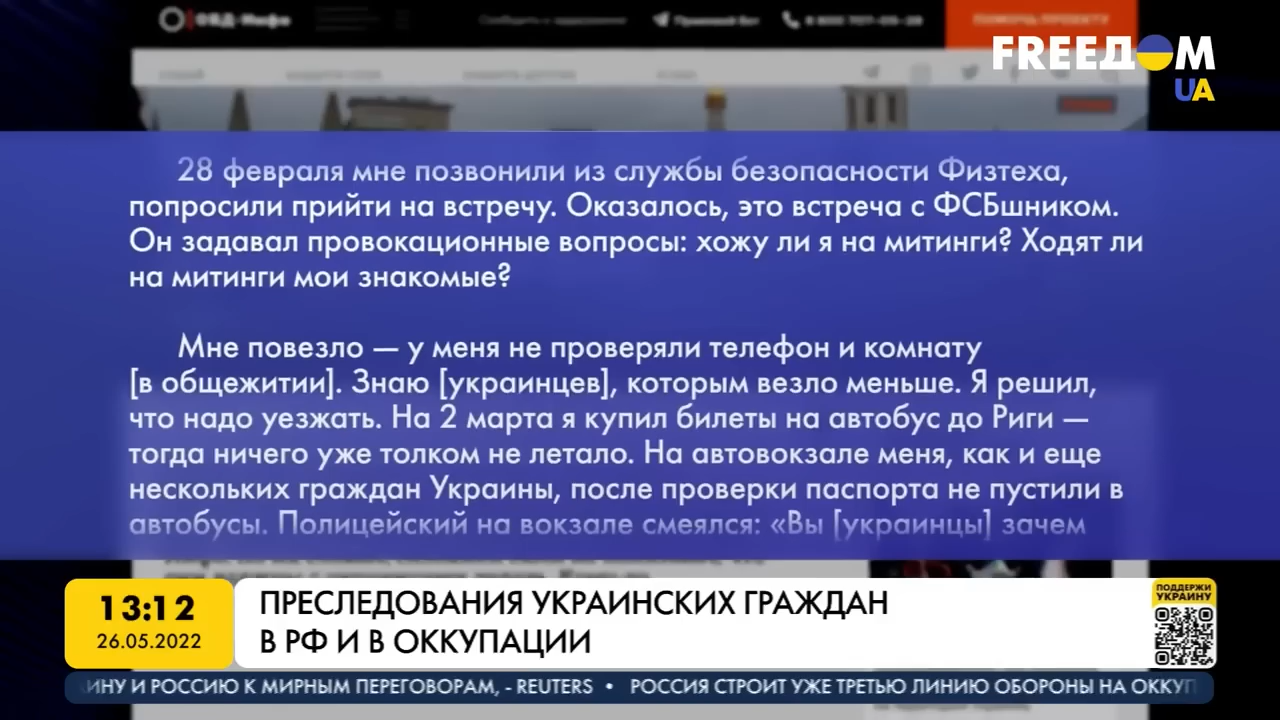 FREEДOM
UA
28 февраля мне позвонили из службы безопасности Физтеха,
попросили прийти на встречу. Оказалось, это встреча с ФСБшником.
Он задавал провокационные вопросы: хожу ли я на митинги? Ходят ли
на митинги мои знакомые?
Мне повезло — у меня не проверяли телефон и комнату
[в общежитии]. Знаю [украинцев], которым везло меньше. Я решил,
что надо уезжать. На 2 марта я купил билеты на автобус до Риги —
тогда ничего уже толком не летало. На автовокзале меня, как и еще
нескольких граждан Украины, после проверки паспорта не пустили в
автобусы. Полицейский на вокзале смеялся: «Вы [украинцы] зачем
13:12
26.05.2022
ПРЕСЛЕДОВАНИЯ УКРАИНСКИХ ГРАЖДАН
В РФ И В ОККУПАЦИИ
ПОДДЕРЖИ
УКРАИНУ
И РОССИЮ К МИРНЫМ ПЕРЕГОВОРАМ, - REUTERS • РОССИЯ СТРОИТ УЖЕ ТРЕТЬЮ ЛИНИЮ ОБОРОНЫ НА